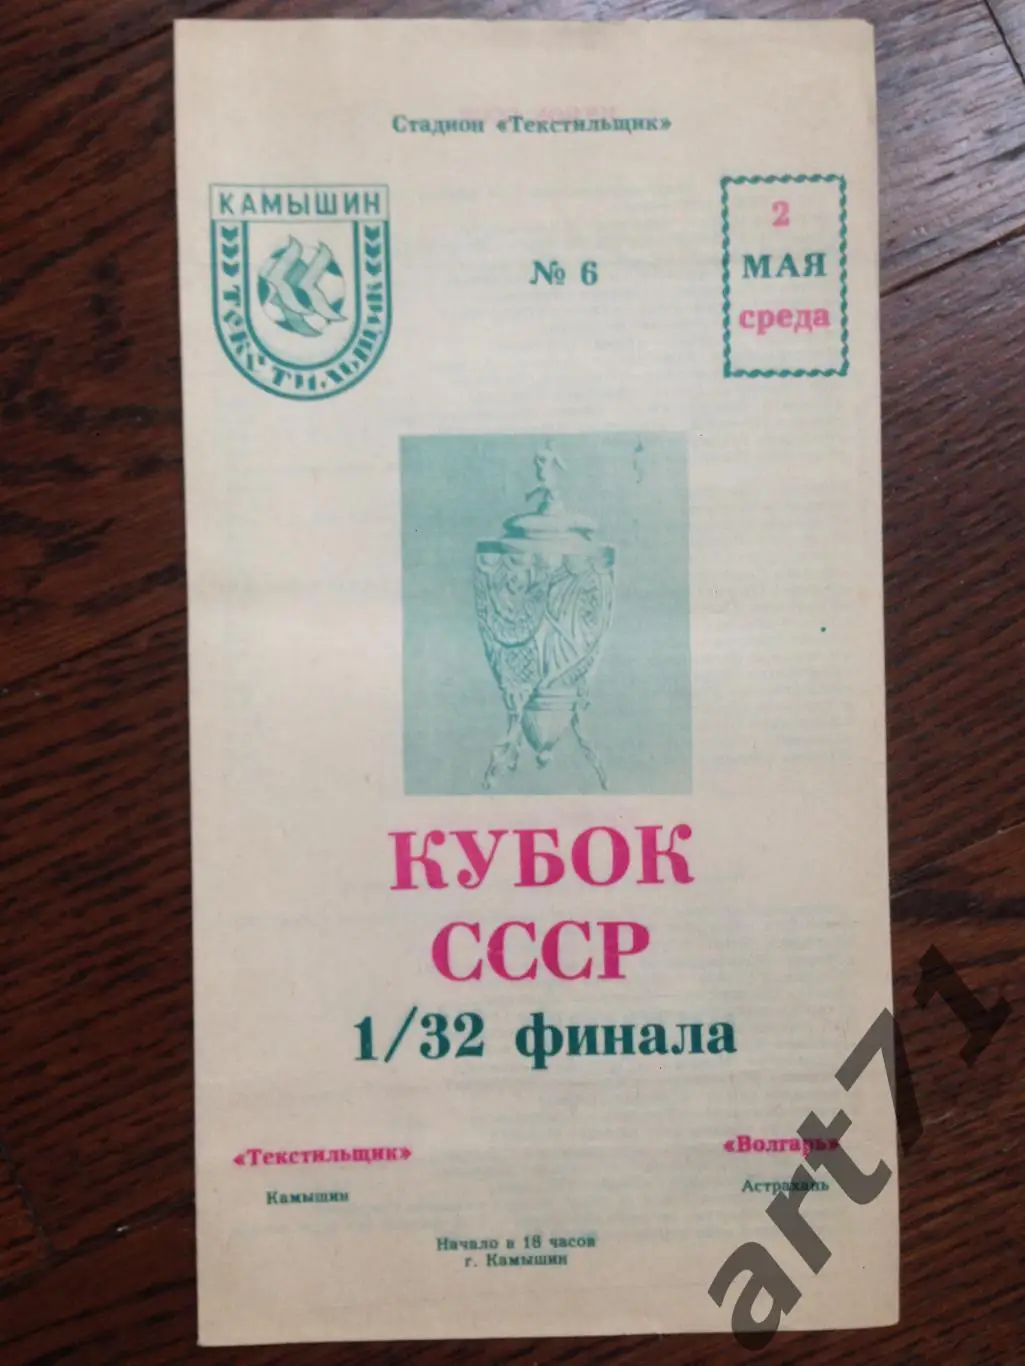 Стадион «Текстильщик»
КАМЫШИН
ТЕКСТИЛЬЩИК
№ 6
2
МАЯ
среда
КУБОК
СССР
1/32 финала
«Текстильщик»
Камышин
«Волгарь»
Астрахань
Начало в 18 часов
г. Камышин
art71